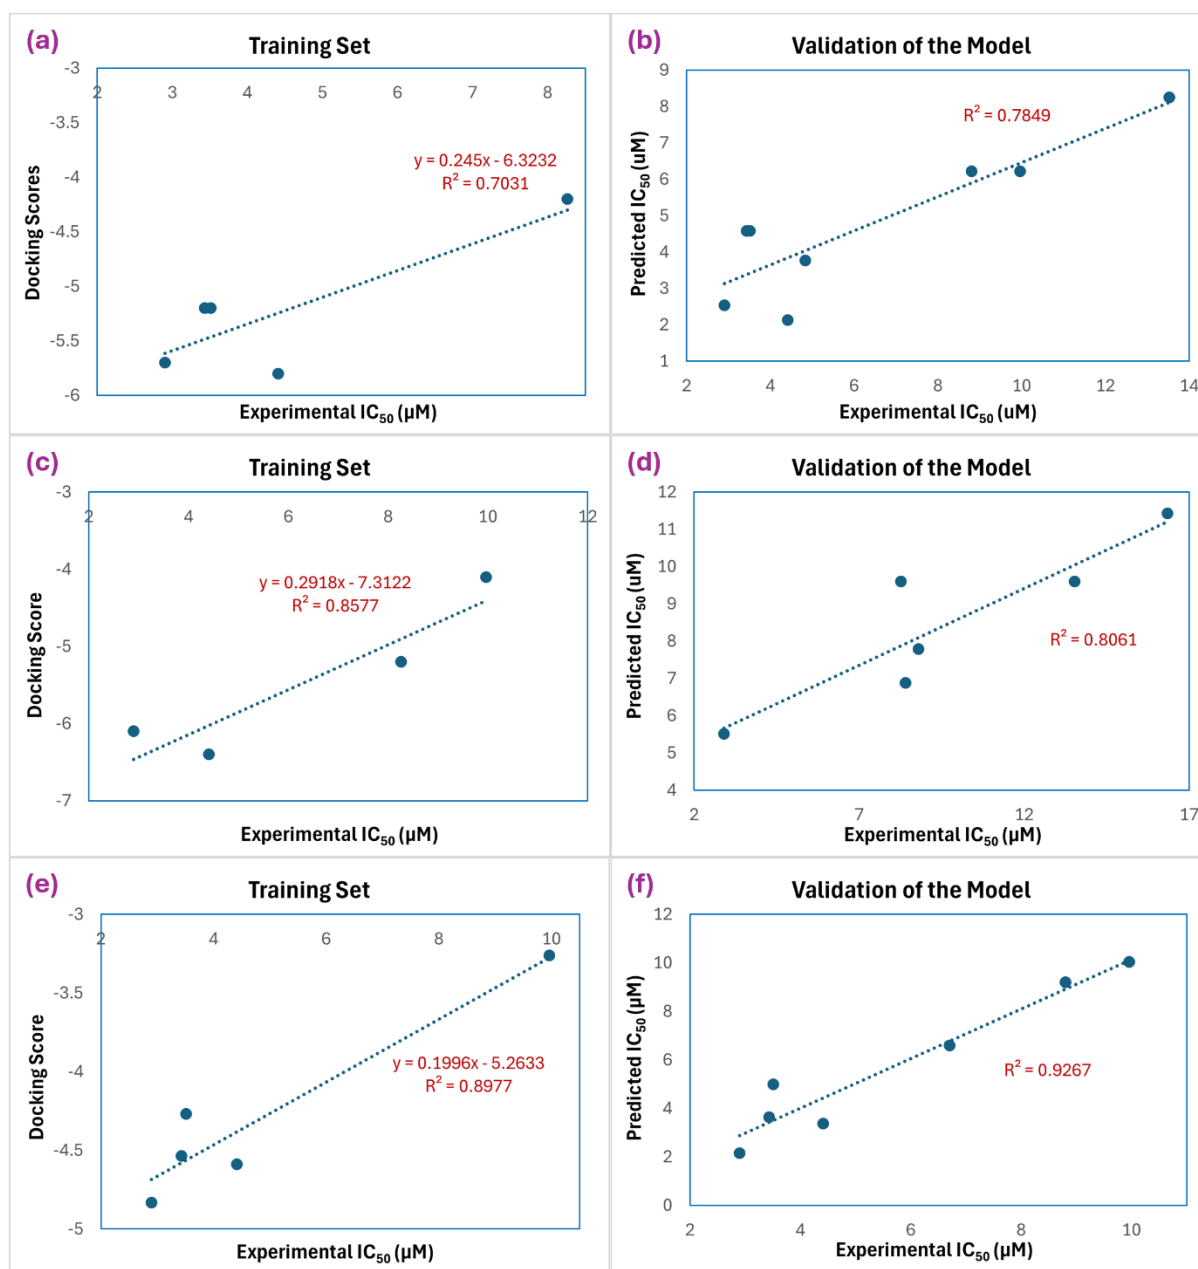 (a)
Training Set
-3
2 3 4 5 6 7 8
-3.5
-4
y = 0.245x - 6.3232
R² = 0.7031
-4.5
-5
-5.5
-6
Docking Scores
Experimental IC₅₀ (µM)
(b)
Validation of the Model
9
8
R² = 0.7849
7
6
5
4
3
2
1
2 4 6 8 10 12 14
Predicted IC₅₀ (uM)
Experimental IC₅₀ (uM)
(c)
Training Set
-3
2 4 6 8 10 12
-4
y = 0.2918x - 7.3122
R² = 0.8577
-5
-6
-7
Docking Score
Experimental IC₅₀ (µM)
(d)
Validation of the Model
12
11
10
9
8
R² = 0.8061
7
6
5
4
2 7 12 17
Predicted IC₅₀ (uM)
Experimental IC₅₀ (µM)
(e)
Training Set
-3
2 4 6 8 10
-3.5
-4
y = 0.1996x - 5.2633
R² = 0.8977
-4.5
-5
Docking Score
Experimental IC₅₀ (µM)
(f)
Validation of the Model
12
10
8
6
R² = 0.9267
4
2
0
2 4 6 8 10
Predicted IC₅₀ (µM)
Experimental IC₅₀ (µM)